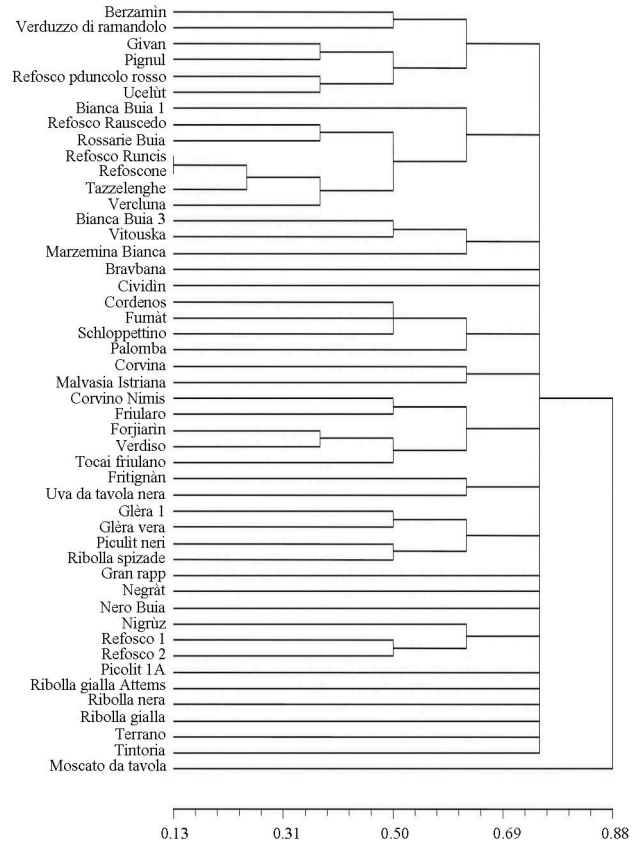 Berzamìn
Verduzzo di ramandolo
Givan
Pignul
Refosco pduncolo rosso
Ucelùt
Bianca Buia 1
Refosco Rauscedo
Rossarie Buia
Refosco Runcis
Refoscone
Tazzelenghe
Vercluna
Bianca Buia 3
Vitouska
Marzemina Bianca
Bravbana
Cividìn
Cordenos
Fumàt
Schloppettino
Palomba
Corvina
Malvasia Istriana
Corvino Nimis
Friularo
Forjiarìn
Verdiso
Tocai friulano
Fritignàn
Uva da tavola nera
Glèra 1
Glèra vera
Piculìt neri
Ribolla spizade
Gran rapp
Negràt
Nero Buia
Nigrùz
Refosco 1
Refosco 2
Picolit 1A
Ribolla gialla Attems
Ribolla nera
Ribolla gialla
Terrano
Tintoria
Moscato da tavola
0.13 0.31 0.50 0.69 0.88